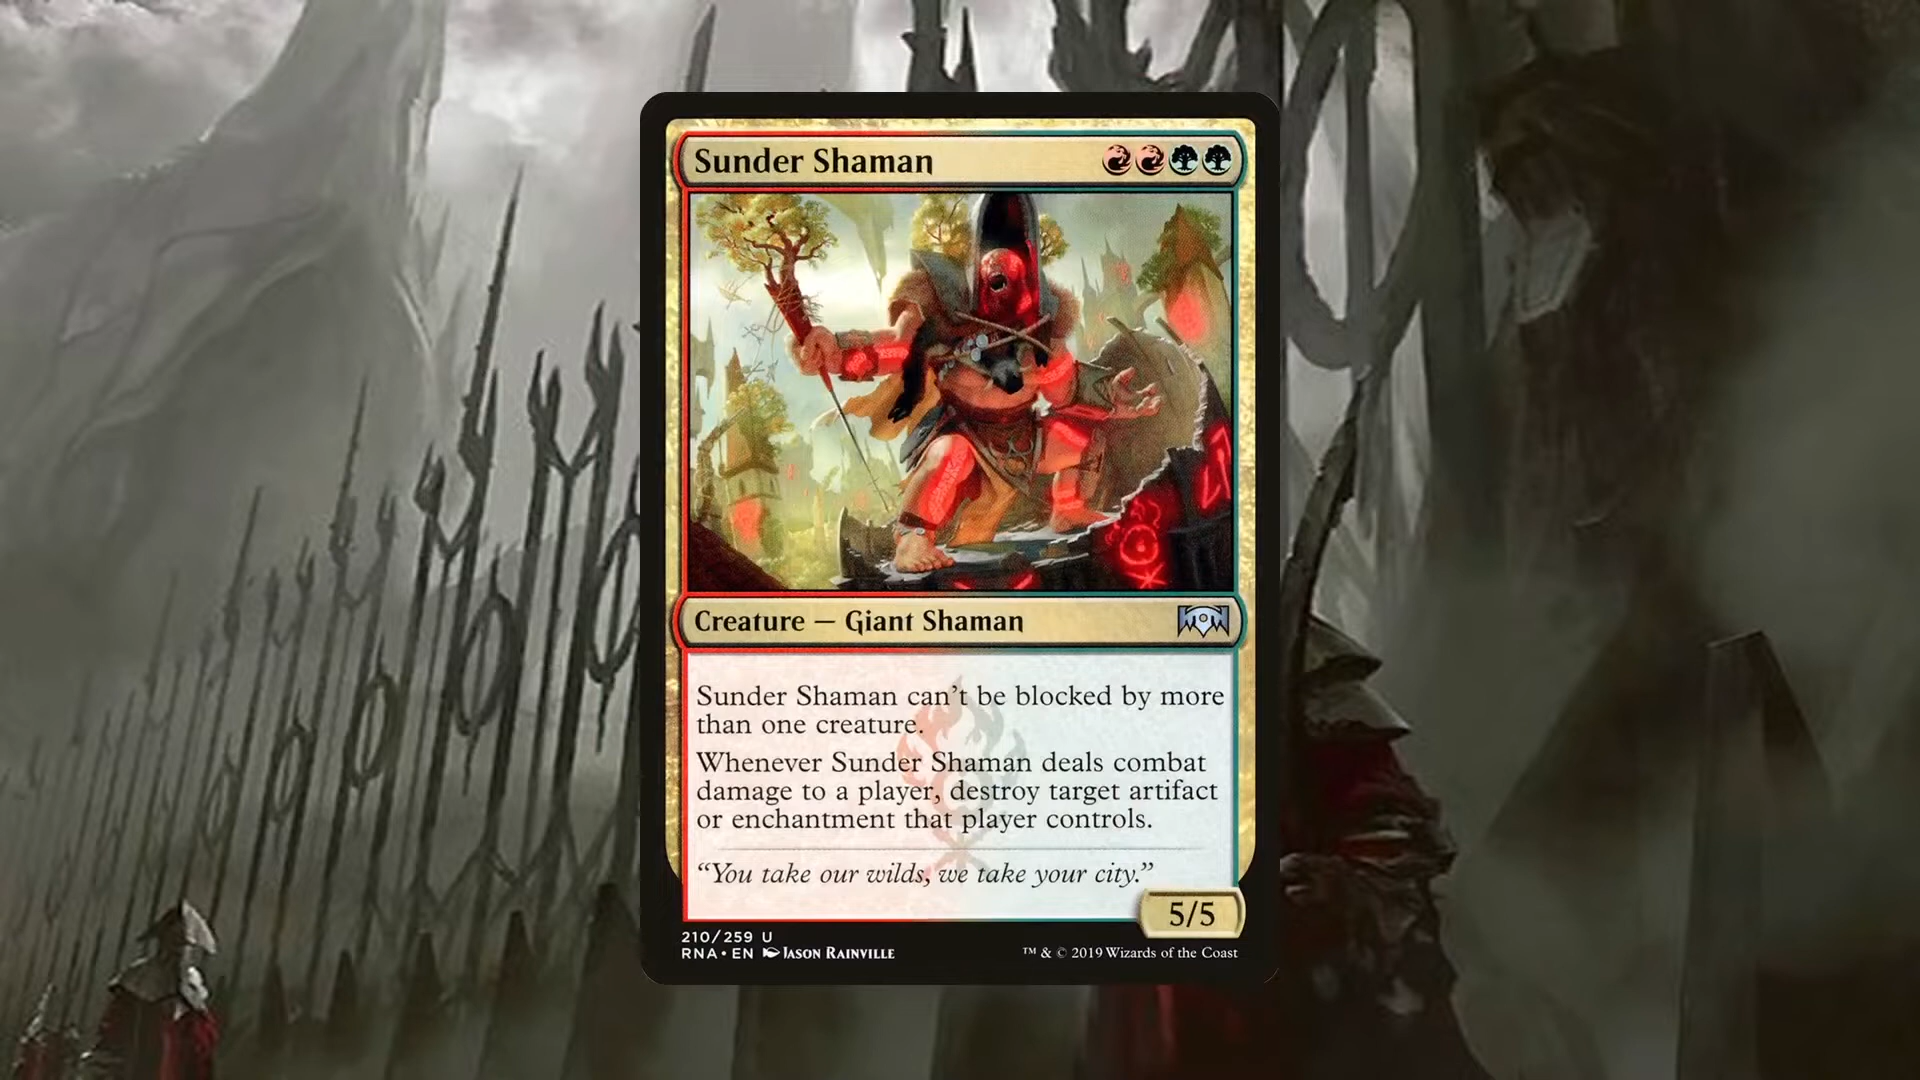 Sunder Shaman
Creature — Giant Shaman
Sunder Shaman can't be blocked by more
than one creature.
Whenever Sunder Shaman deals combat
damage to a player, destroy target artifact
or enchantment that player controls.
“You take our wilds, we take your city.”
5/5
210/259 U
RNA • EN Jason Rainville
™ & © 2019 Wizards of the Coast